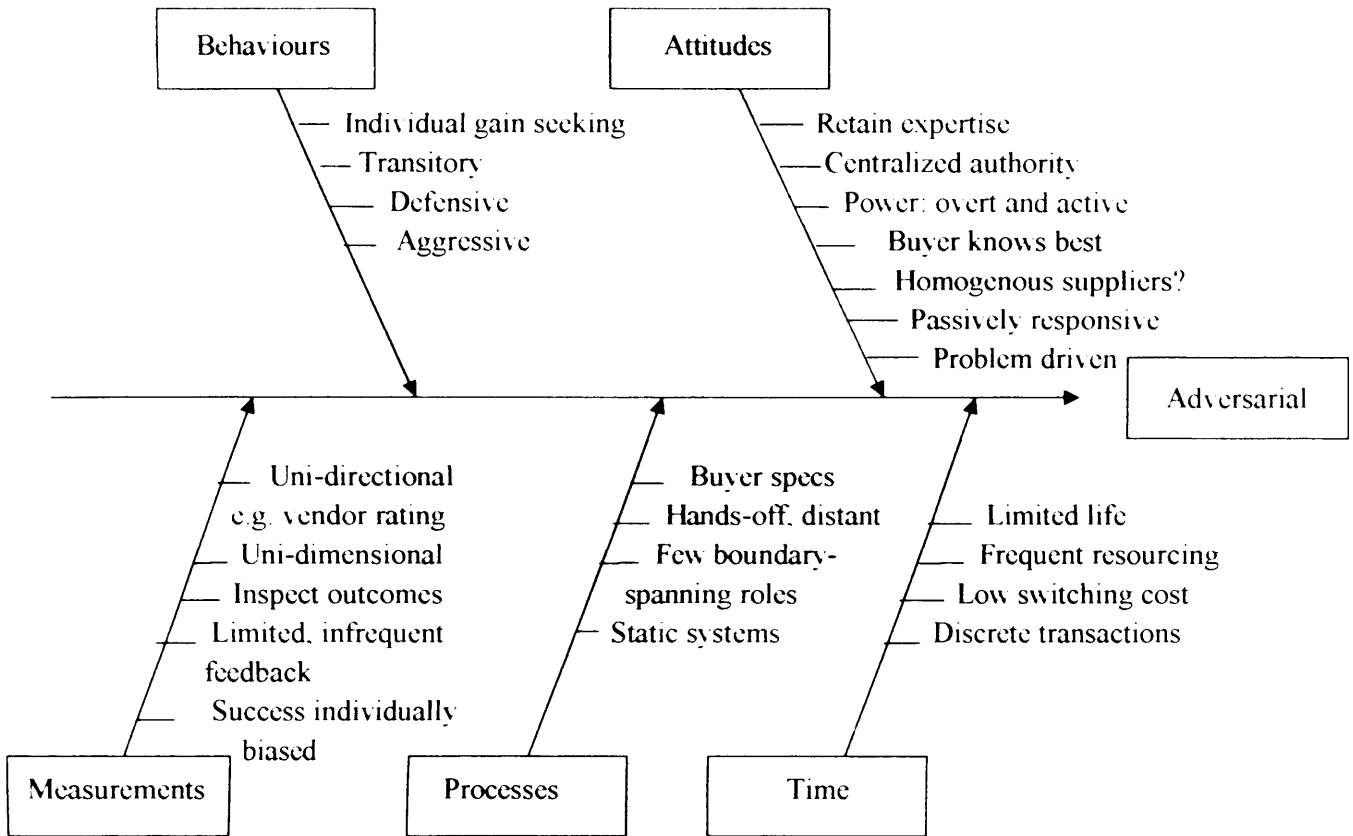 Behaviours
Attitudes
Individual gain seeking
Transitory
Defensive
Aggressive
Retain expertise
Centralized authority
Power: overt and active
Buyer knows best
Homogenous suppliers?
Passively responsive
Problem driven
Adversarial
Uni-directional
e.g. vendor rating
Uni-dimensional
Inspect outcomes
Limited, infrequent
feedback
Success individually
biased
Buyer specs
Hands-off, distant
Few boundary-
spanning roles
Static systems
Limited life
Frequent resourcing
Low switching cost
Discrete transactions
Measurements
Processes
Time